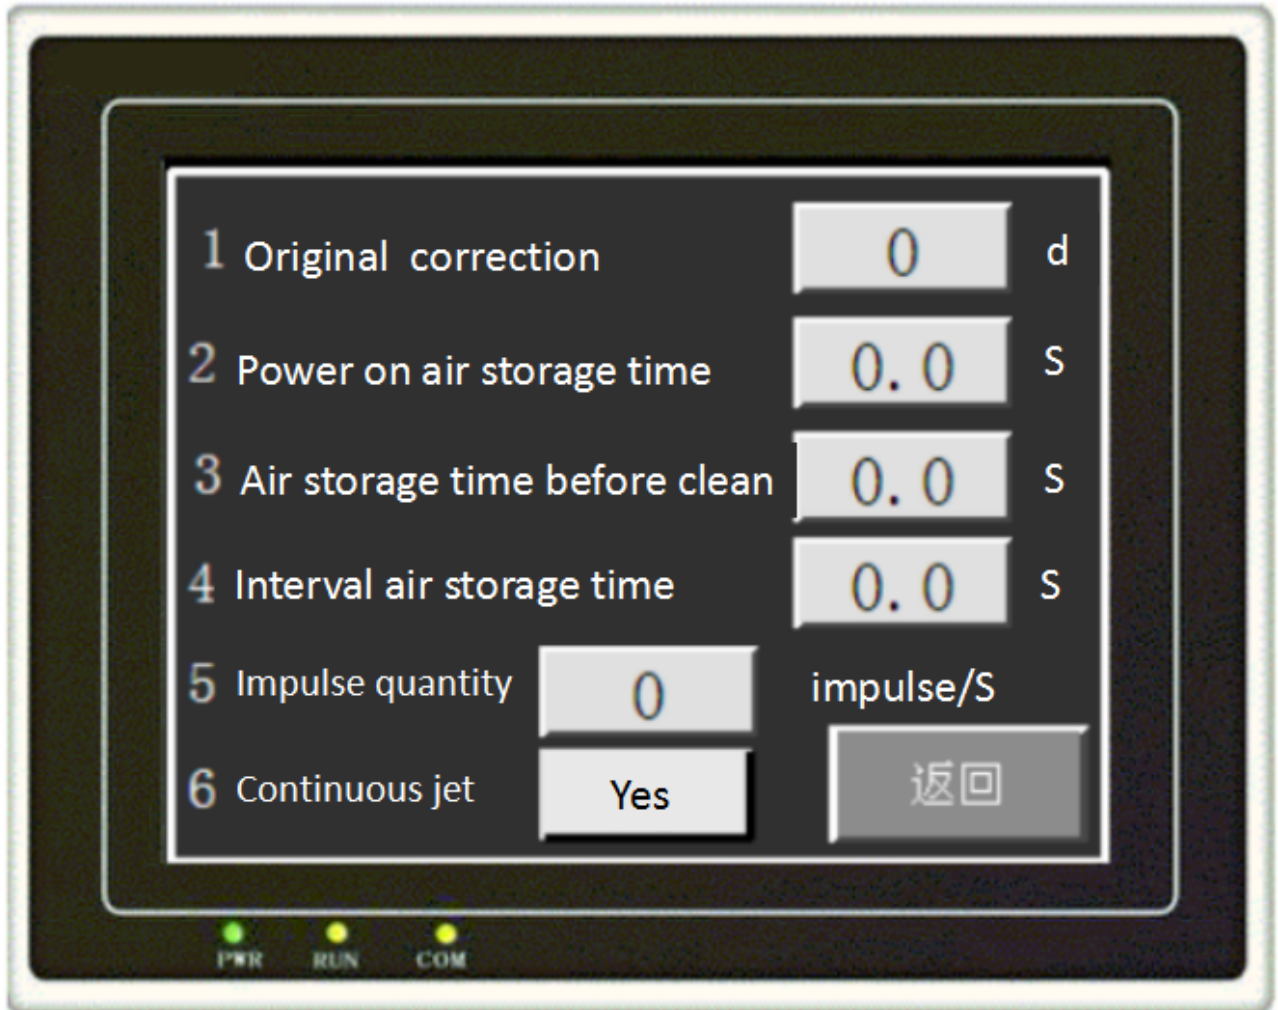 1 Original correction 0 d
2 Power on air storage time 0.0 S
3 Air storage time before clean 0.0 S
4 Interval air storage time 0.0 S
5 Impulse quantity 0 impulse/S
6 Continuous jet Yes 返回
PWR RUN COM